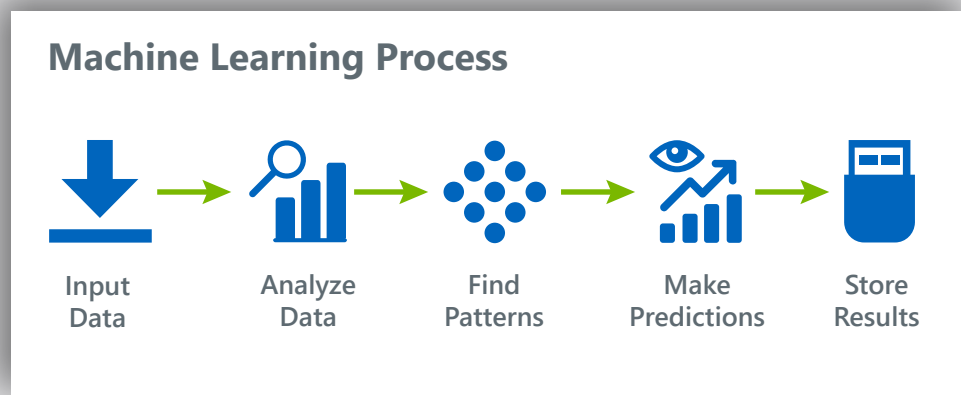 Machine Learning Process
Input
Data
Analyze
Data
Find
Patterns
Make
Predictions
Store
Results